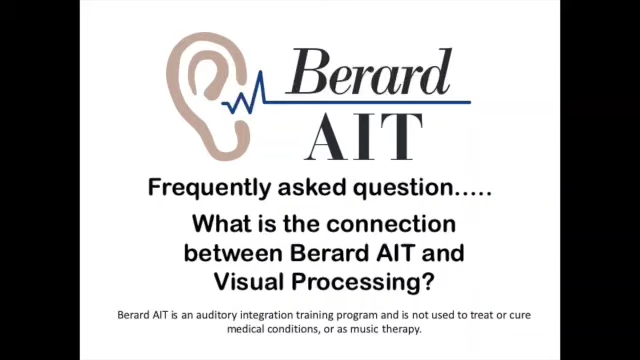 Berard
AIT
Frequently asked question.....
What is the connection
between Berard AIT and
Visual Processing?
Berard AIT is an auditory integration training program and is not used to treat or cure
medical conditions, or as music therapy.